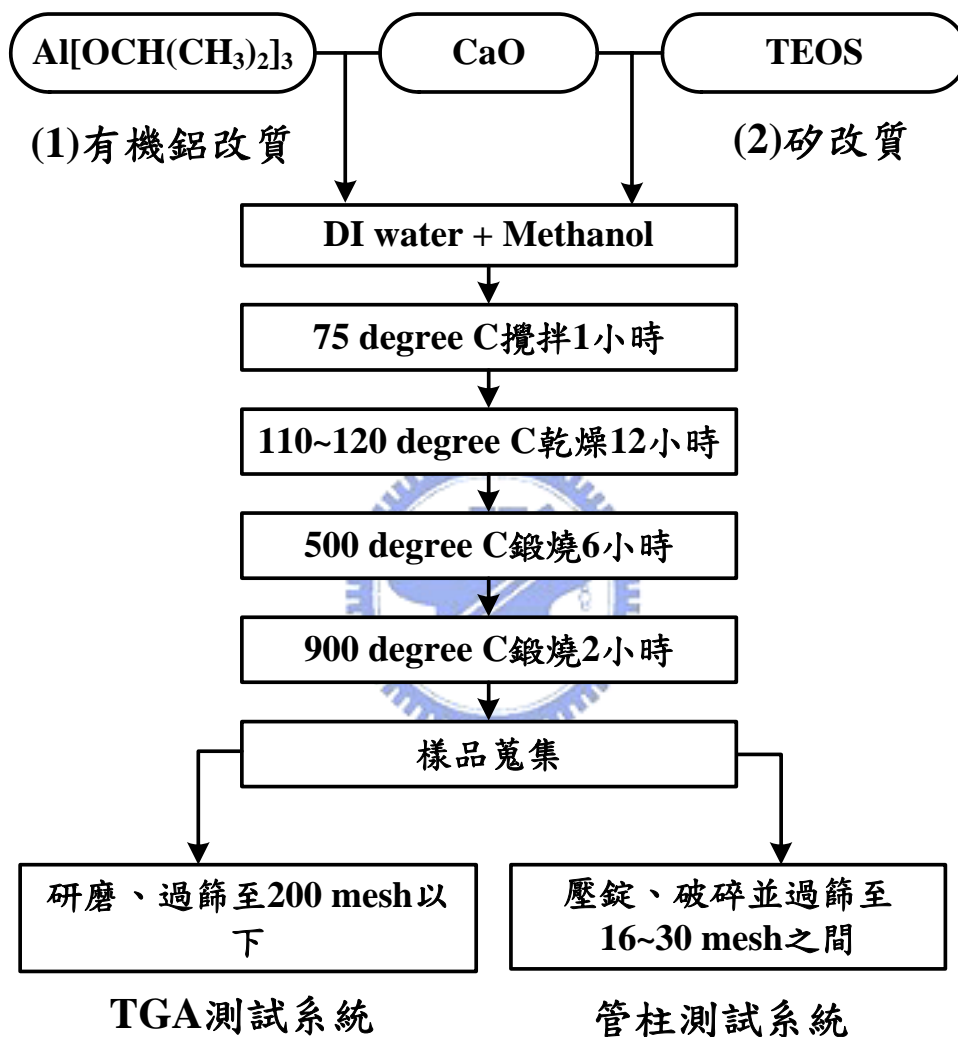 Al[OCH(CH₃)₂]₃
CaO
TEOS
(1)有機鋁改質
(2)矽改質
DI water + Methanol
75 degree C攪拌1小時
110~120 degree C乾燥12小時
500 degree C鍛燒6小時
900 degree C鍛燒2小時
樣品蒐集
研磨、過篩至200 mesh以
下
壓錠、破碎並過篩至
16~30 mesh之間
TGA測試系統
管柱測試系統